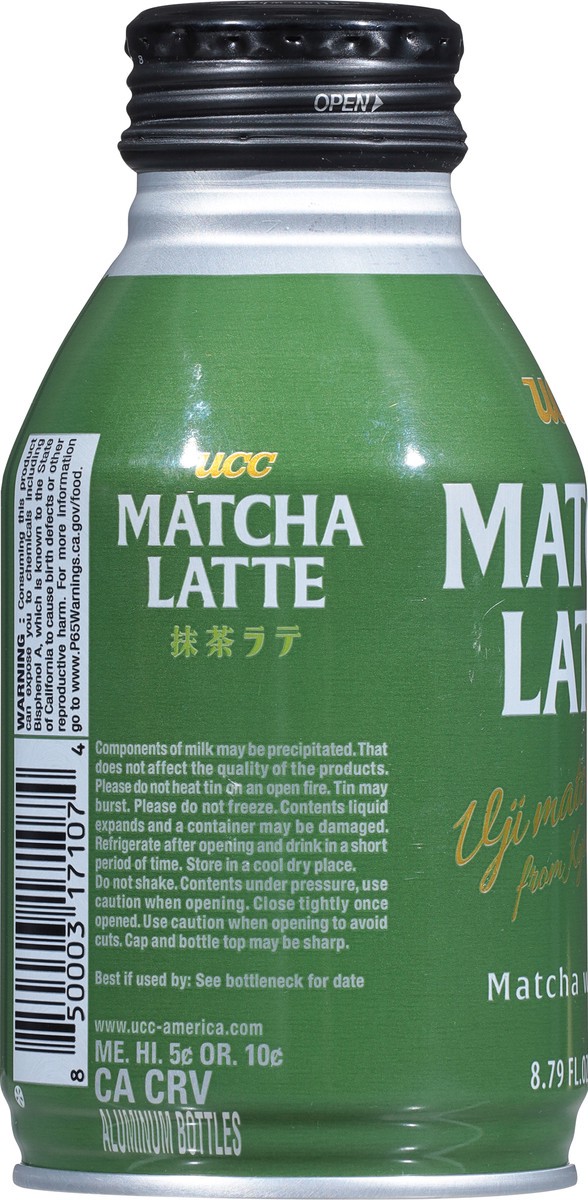 OPEN
ucc
MATCHA
LATTE
抹茶ラテ
WARNING : Consuming this product
can expose you to chemicals including
Bisphenol A, which is known to the State
of California to cause birth defects or other
reproductive harm. For more Information
go to www.P65Warnings.ca.gov/food.
8 50003 17107 4
Components of milk may be precipitated. That
does not affect the quality of the products.
Please do not heat tin on an open fire. Tin may
burst. Please do not freeze. Contents liquid
expands and a container may be damaged.
Refrigerate after opening and drink in a short
period of time. Store in a cool dry place.
Do not shake. Contents under pressure, use
caution when opening. Close tightly once
opened. Use caution when opening to avoid
cuts. Cap and bottle top may be sharp.
Best if used by: See bottleneck for date
www.ucc-america.com
ME. HI. 5¢ OR. 10¢
CA CRV
ALUMINUM BOTTLES
MAT
LAT
Uji ma
from
Matcha
8.79 FL.